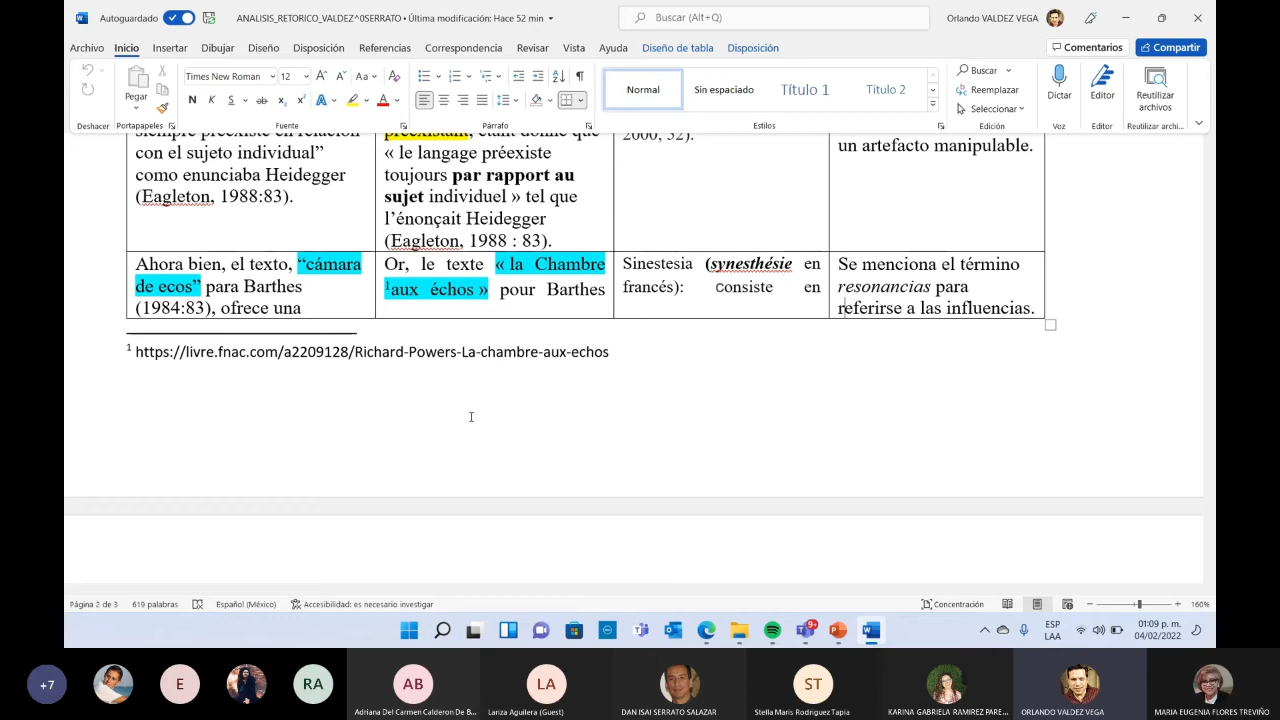 Autoguardado
ANALISIS_RETORICO_VALDEZ^0SERRATO • Última modificación: Hace 52 min
Buscar (Alt+Q)
Orlando VALDEZ VEGA
Archivo Inicio Insertar Dibujar Diseño Disposición Referencias Correspondencia Revisar Vista Ayuda Diseño de tabla Disposición
Comentarios
Compartir
Pegar
Times New Roman 12
Normal
Sin espaciado
Título 1
Título 2
Buscar
Reemplazar
Seleccionar
Dictar
Editor
Reutilizar archivos
Deshacer
Portapapeles
Fuente
Párrafo
Estilos
Edición
Voz
Editor
Reutilizar archi...
siempre preexiste en relación
con el sujeto individual”
como enunciaba Heidegger
(Eagleton, 1988:83).
préexistant, étant donné que
« le langage préexiste
toujours par rapport au
sujet individuel » tel que
l’énonçait Heidegger
(Eagleton, 1988 : 83).
2000, 52).
un artefacto manipulable.
Ahora bien, el texto, “cámara
de ecos” para Barthes
(1984:83), ofrece una
Or, le texte « la Chambre
1aux échos » pour Barthes
Sinestesia (synesthésie en
francés): Consiste en
Se menciona el término
resonancias para
referirse a las influencias.
1 https://livre.fnac.com/a2209128/Richard-Powers-La-chambre-aux-echos
Página 2 de 3
619 palabras
Español (México)
Accesibilidad: es necesario investigar
Concentración
160%
9+
ESP
LAA
01:09 p. m.
04/02/2022
+7
E
RA
AB
Adriana Del Carmen Calderon De B...
LA
Lariza Aguilera (Guest)
DAN ISAI SERRATO SALAZAR
ST
Stella Maris Rodriguez Tapia
KARINA GABRIELA RAMIREZ PARE...
ORLANDO VALDEZ VEGA
MARIA EUGENIA FLORES TREVIÑO